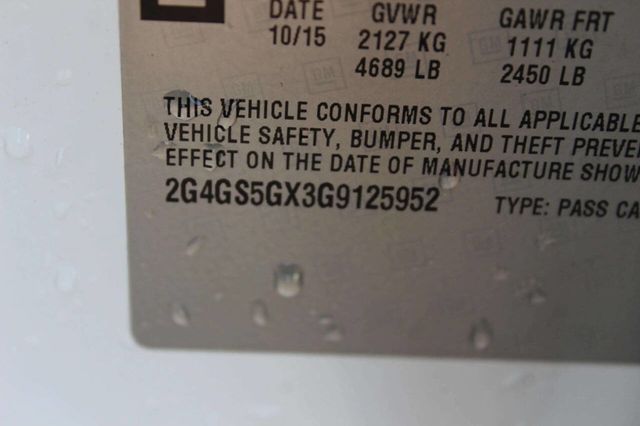 DATE GVWR GAWR FRT
10/15 2127 KG 1111 KG
4689 LB 2450 LB
THIS VEHICLE CONFORMS TO ALL APPLICABLE
VEHICLE SAFETY, BUMPER, AND THEFT PREVE
EFFECT ON THE DATE OF MANUFACTURE SHOW
2G4GS5GX3G9125952 TYPE: PASS CA